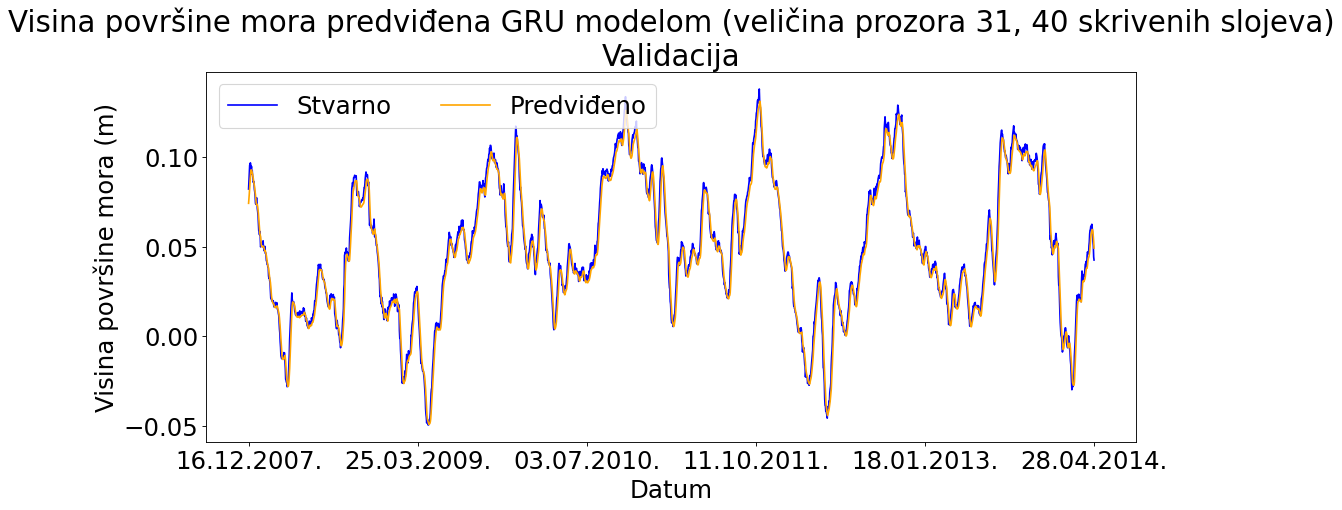 Visina površine mora predviđena GRU modelom (veličina prozora 31, 40 skrivenih slojeva)
Validacija
Stvarno Predviđeno
Visina površine mora (m)
0.10
0.05
0.00
−0.05
16.12.2007. 25.03.2009. 03.07.2010. 11.10.2011. 18.01.2013. 28.04.2014.
Datum